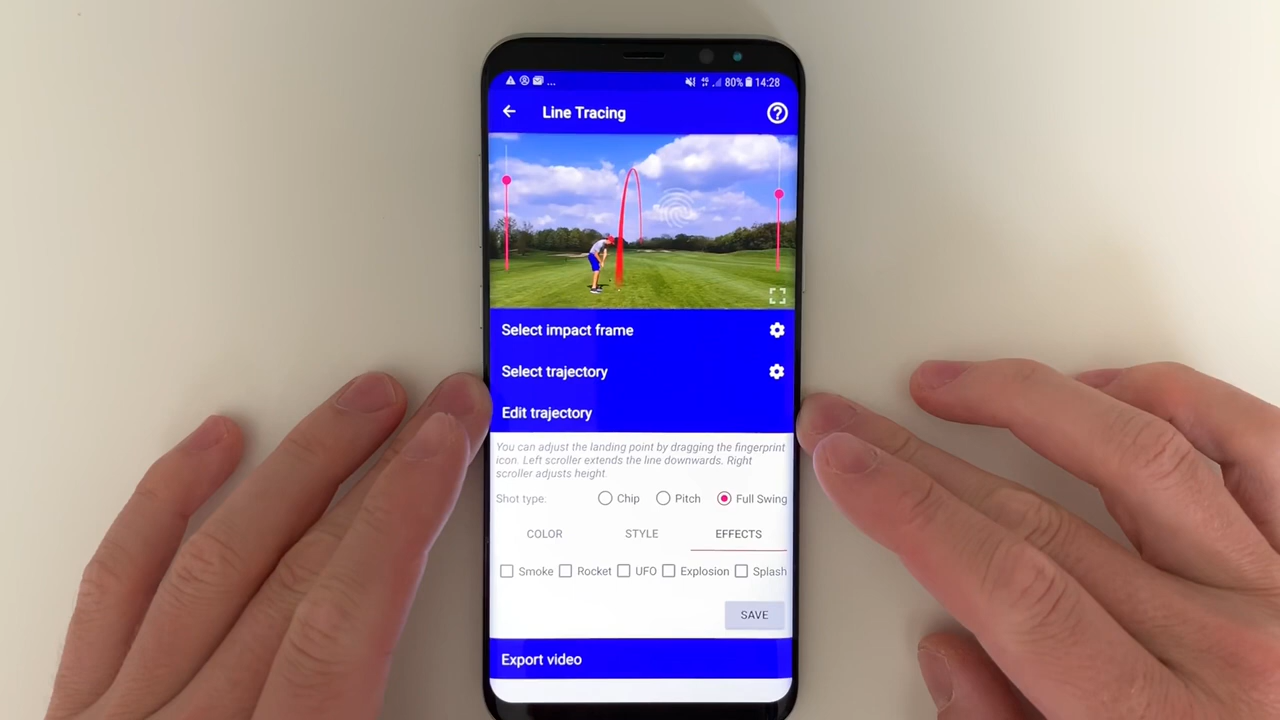 ... 4G 80% 14:28
Line Tracing
Select impact frame
Select trajectory
Edit trajectory
You can adjust the landing point by dragging the fingerprint
icon. Left scroller extends the line downwards. Right
scroller adjusts height.
Shot type: Chip Pitch Full Swing
COLOR STYLE EFFECTS
Smoke Rocket UFO Explosion Splash
SAVE
Export video